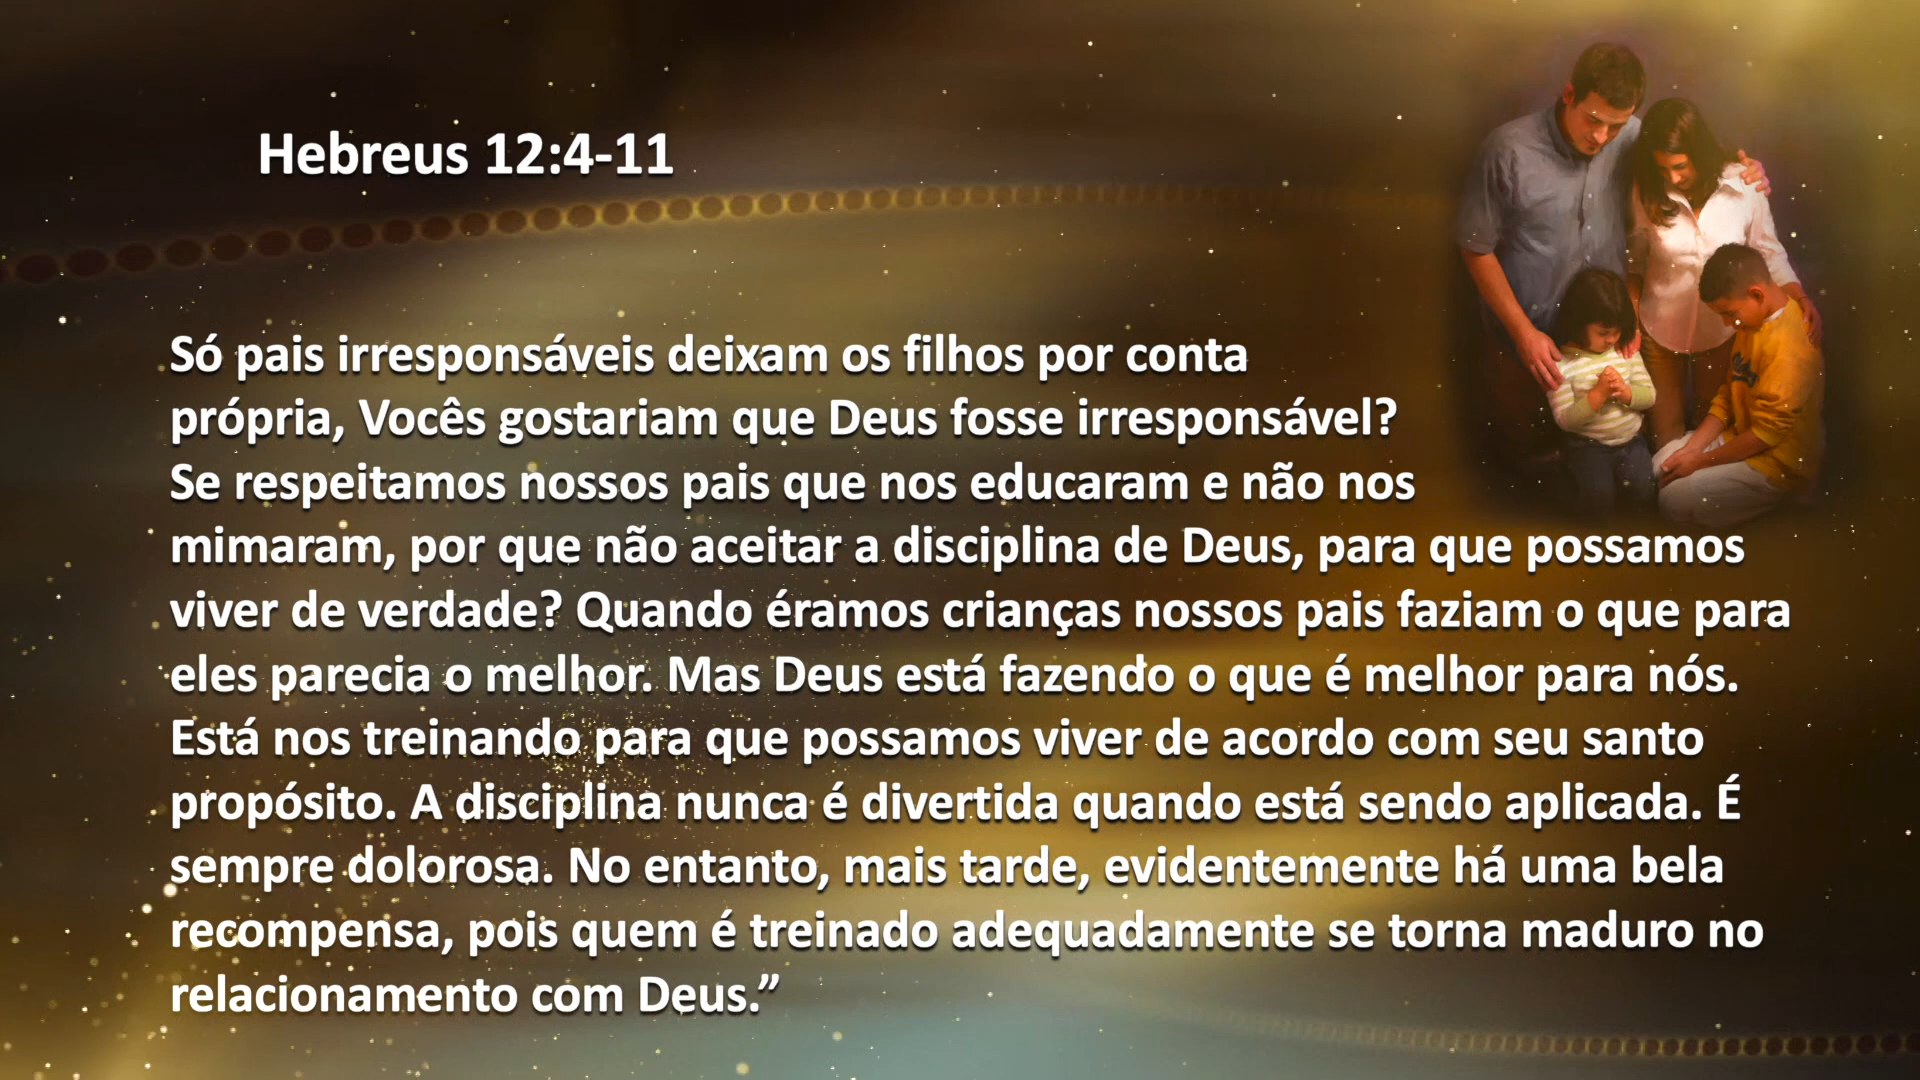 Hebreus 12:4-11
Só pais irresponsáveis deixam os filhos por conta
própria, Vocês gostariam que Deus fosse irresponsável?
Se respeitamos nossos pais que nos educaram e não nos
mimaram, por que não aceitar a disciplina de Deus, para que possamos
viver de verdade? Quando éramos crianças nossos pais faziam o que para
eles parecia o melhor. Mas Deus está fazendo o que é melhor para nós.
Está nos treinando para que possamos viver de acordo com seu santo
propósito. A disciplina nunca é divertida quando está sendo aplicada. É
sempre dolorosa. No entanto, mais tarde, evidentemente há uma bela
recompensa, pois quem é treinado adequadamente se torna maduro no
relacionamento com Deus.”